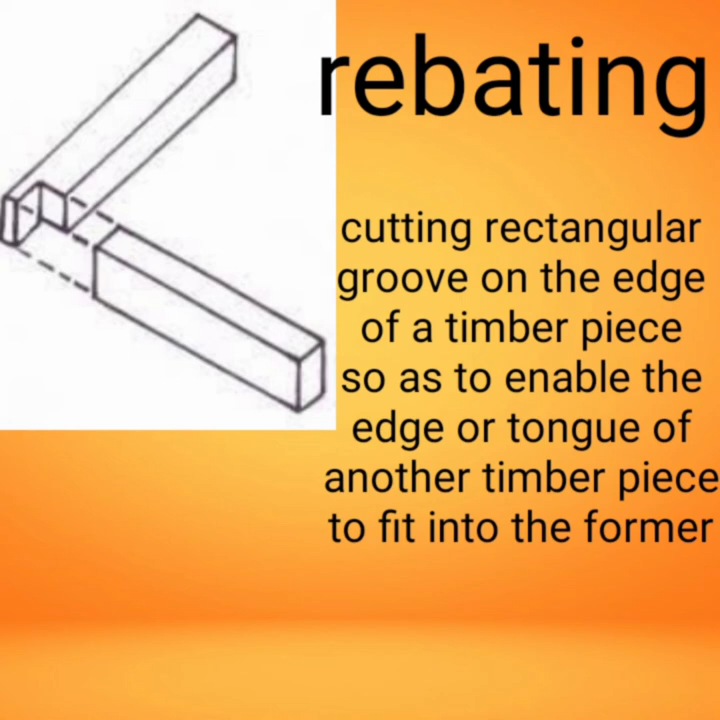 rebating
cutting rectangular
groove on the edge
of a timber piece
so as to enable the
edge or tongue of
another timber piece
to fit into the former